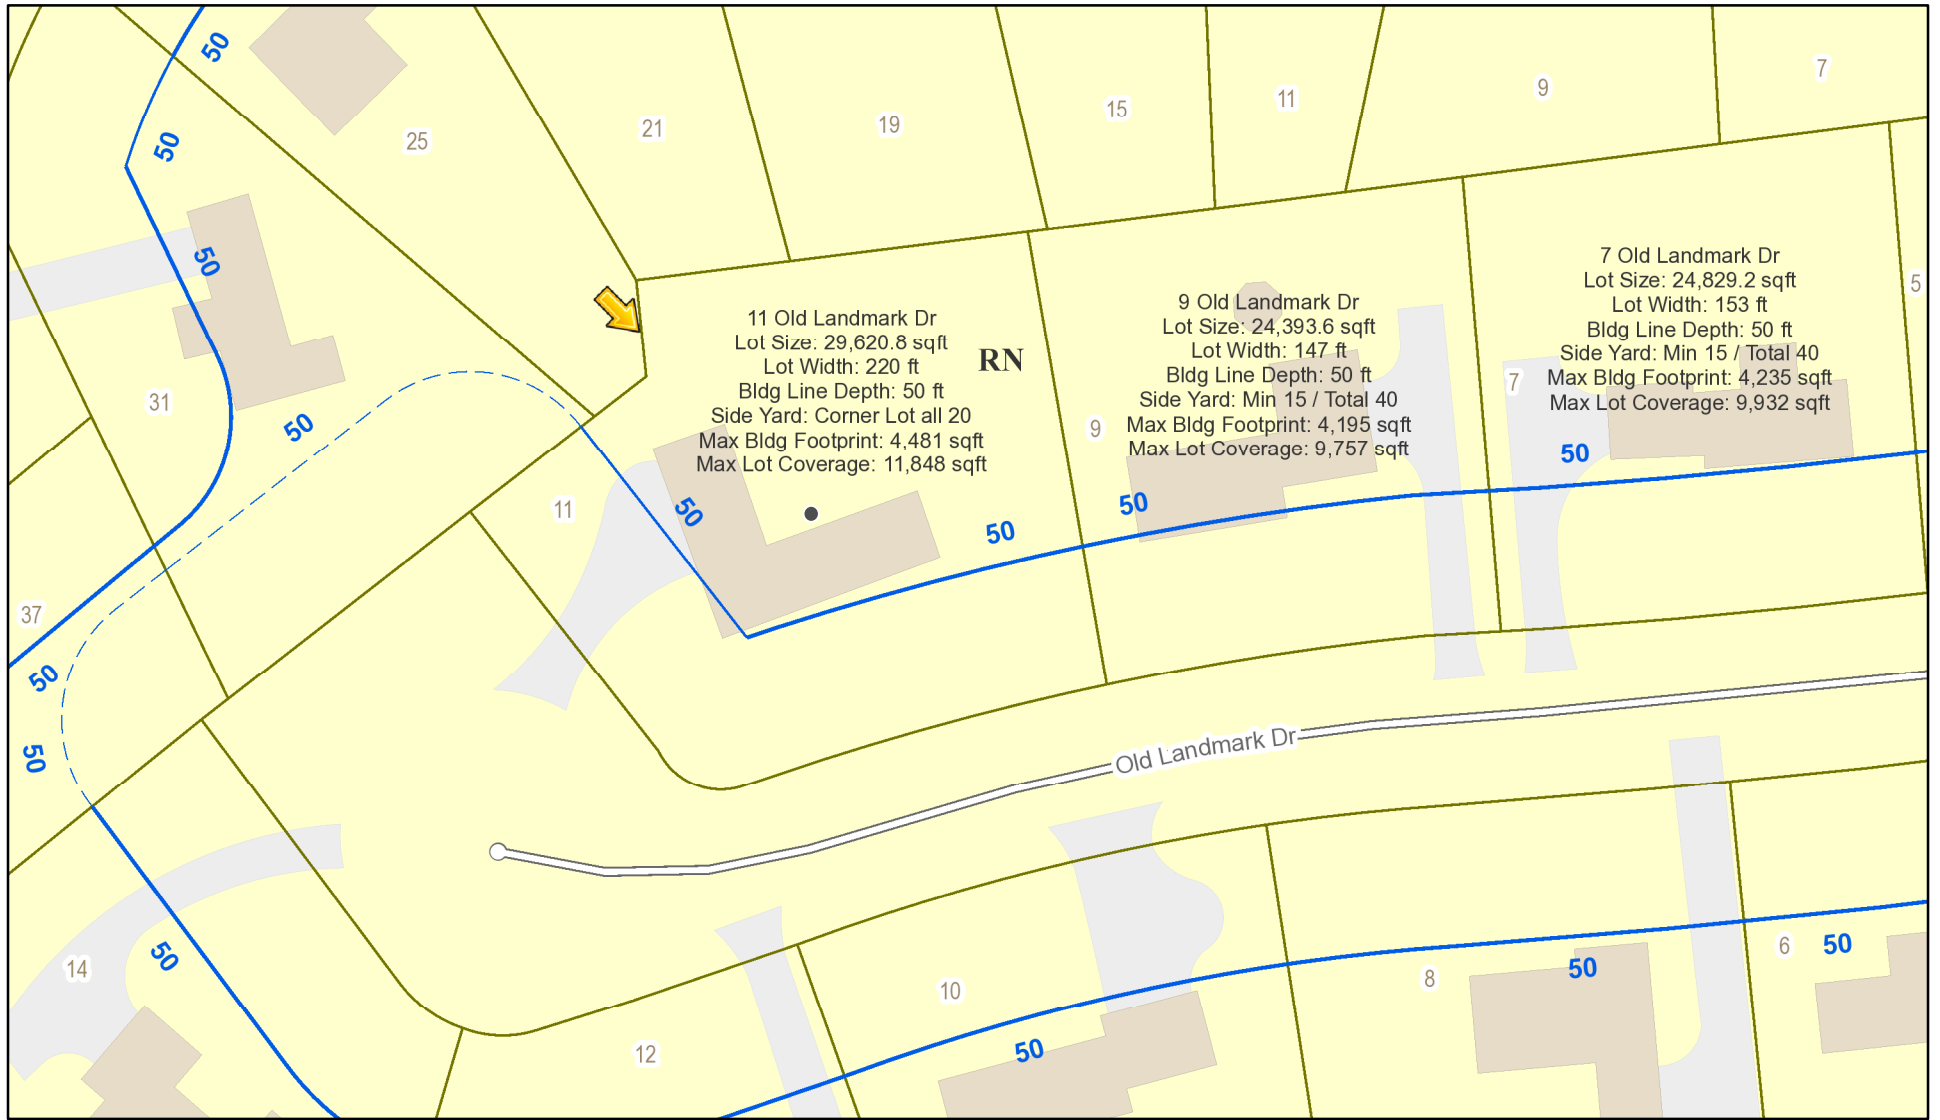 50
7
9
11
15
19
21
25
50
50
5
31
37
50
50
50
11 Old Landmark Dr
Lot Size: 29,620.8 sqft
Lot Width: 220 ft
Bldg Line Depth: 50 ft
Side Yard: Corner Lot all 20
Max Bldg Footprint: 4,481 sqft
Max Lot Coverage: 11,848 sqft
RN
11
50
50
9 Old Landmark Dr
Lot Size: 24,393.6 sqft
Lot Width: 147 ft
Bldg Line Depth: 50 ft
Side Yard: Min 15 / Total 40
Max Bldg Footprint: 4,195 sqft
Max Lot Coverage: 9,757 sqft
9
50
7 Old Landmark Dr
Lot Size: 24,829.2 sqft
Lot Width: 153 ft
Bldg Line Depth: 50 ft
Side Yard: Min 15 / Total 40
Max Bldg Footprint: 4,235 sqft
Max Lot Coverage: 9,932 sqft
7
50
Old Landmark Dr
14
50
12
10
50
8
50
6
50